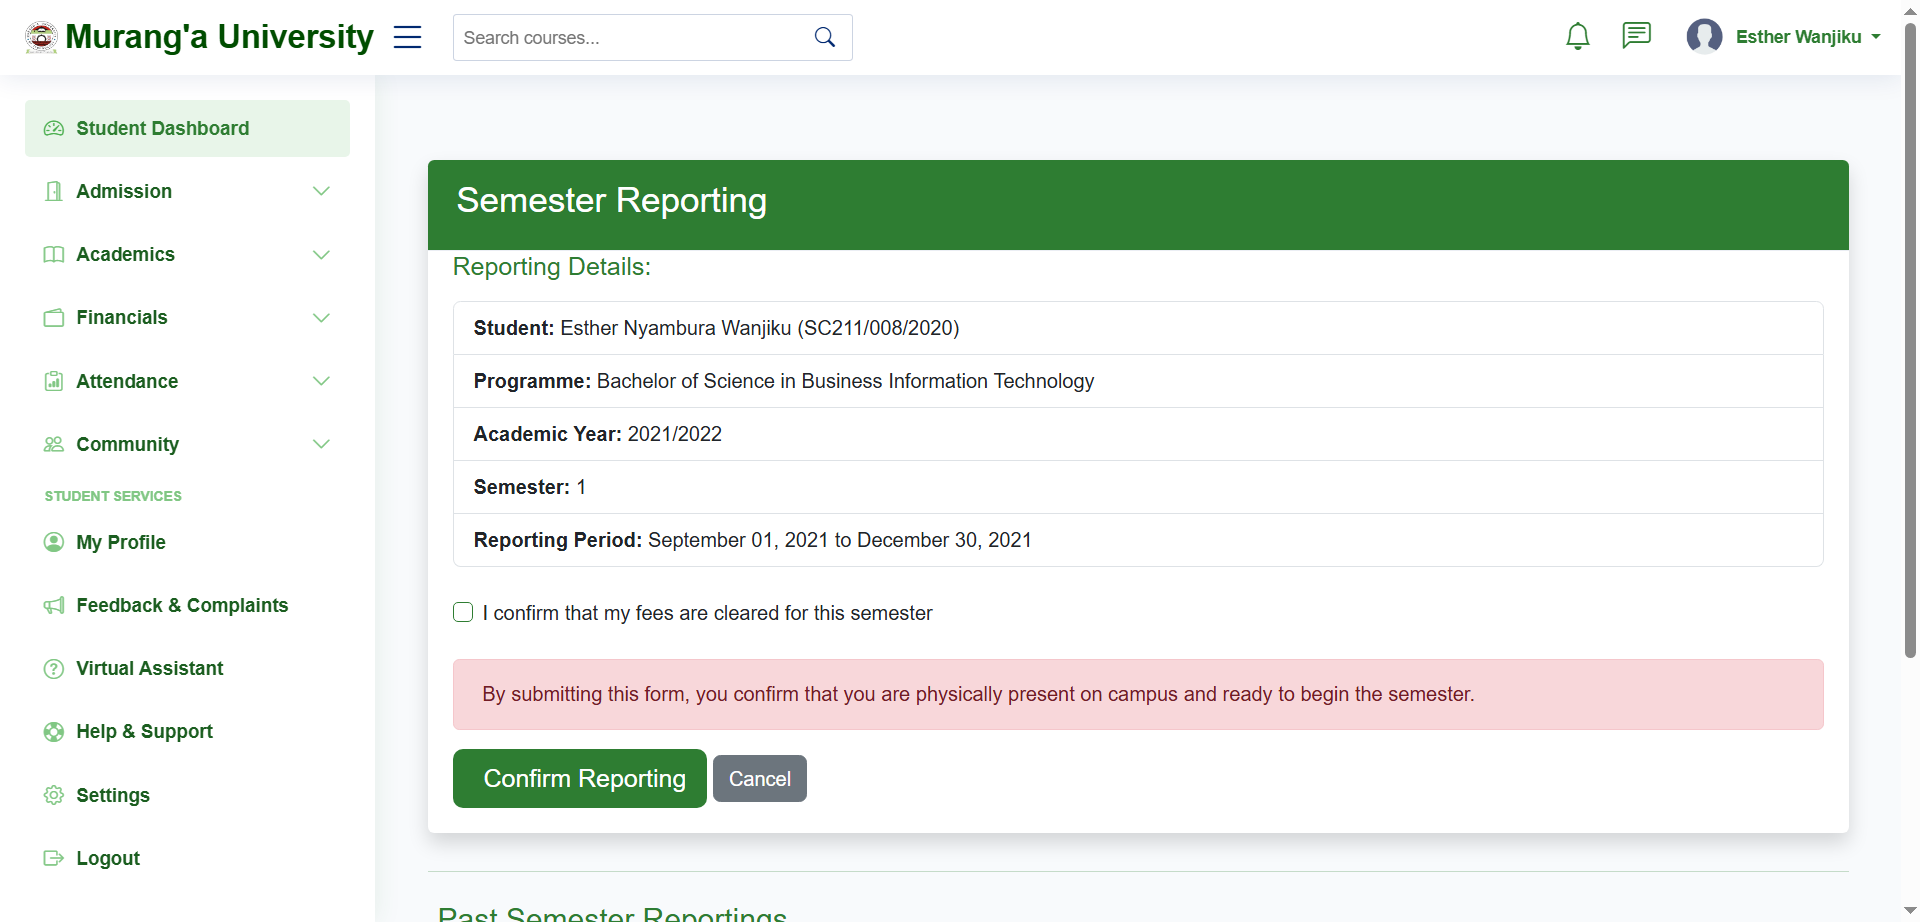 Murang'a University
Search courses...
Esther Wanjiku
Student Dashboard
Admission
Academics
Financials
Attendance
Community
STUDENT SERVICES
My Profile
Feedback & Complaints
Virtual Assistant
Help & Support
Settings
Logout
Semester Reporting
Reporting Details:
Student: Esther Nyambura Wanjiku (SC211/008/2020)
Programme: Bachelor of Science in Business Information Technology
Academic Year: 2021/2022
Semester: 1
Reporting Period: September 01, 2021 to December 30, 2021
I confirm that my fees are cleared for this semester
By submitting this form, you confirm that you are physically present on campus and ready to begin the semester.
Confirm Reporting
Cancel
Past Semester Reportings